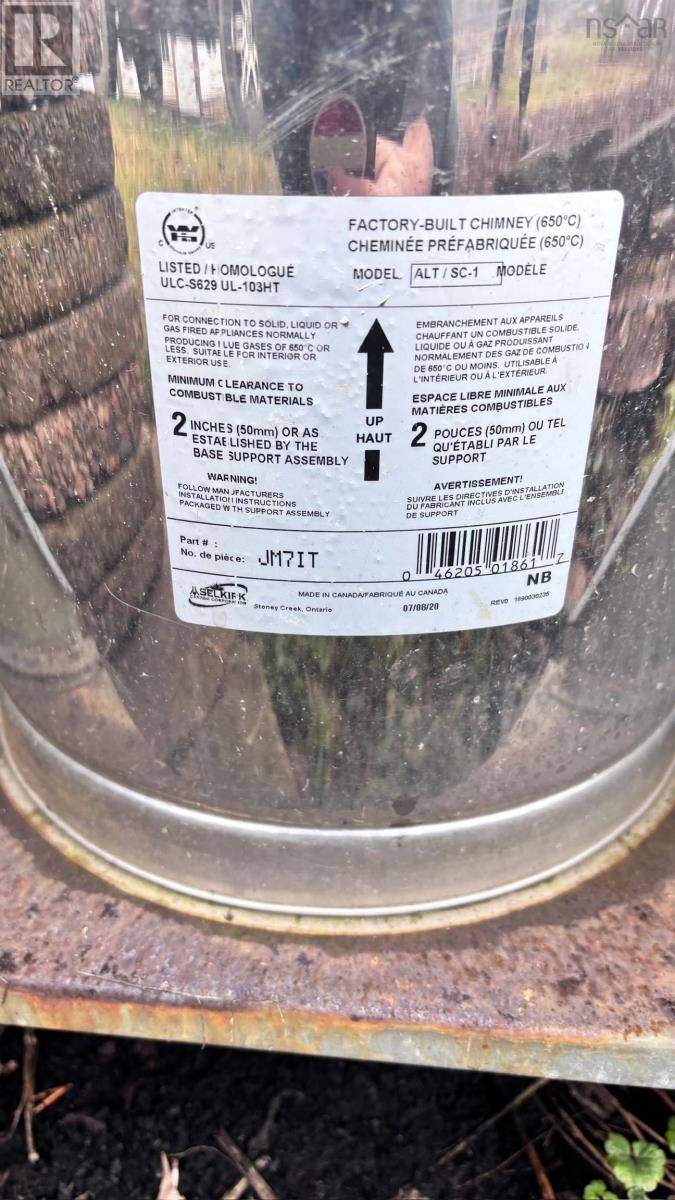 REALTOR®
nsar
FACTORY-BUILT CHIMNEY (650°C)
CHEMINÉE PRÉFABRIQUÉE (650°C)
C US
LISTED / HOMOLOGUÉ
ULC-S629 UL-103HT
MODEL ALT / SC-1 MODÈLE
FOR CONNECTION TO SOLID, LIQUID OR
GAS FIRED APPLIANCES NORMALLY
PRODUCING FLUE GASES OF 650°C OR
LESS. SUITABLE FOR INTERIOR OR
EXTERIOR USE.
MINIMUM CLEARANCE TO
COMBUSTIBLE MATERIALS
2 INCHES (50mm) OR AS
ESTABLISHED BY THE
BASE SUPPORT ASSEMBLY
WARNING!
FOLLOW MANUFACTURERS
INSTALLATION INSTRUCTIONS
PACKAGED WITH SUPPORT ASSEMBLY
UP
HAUT
EMBRANCHEMENT AUX APPAREILS
CHAUFFANT UN COMBUSTIBLE SOLIDE,
LIQUIDE OU À GAZ PRODUISSANT
NORMALEMENT DES GAZ DE COMBUSTION
DE 650°C OU MOINS. UTILISABLE À
L'INTÉRIEUR OU À L'EXTÉRIEUR.
ESPACE LIBRE MINIMALE AUX
MATIÈRES COMBUSTIBLES
2 POUCES (50mm) OU TEL
QU'ÉTABLI PAR LE
SUPPORT
AVERTISSEMENT!
SUIVRE LES DIRECTIVES D'INSTALLATION
DU FABRICANT INCLUS AVEC L'ENSEMBLE
DE SUPPORT
Part # :
No. de piéce: JM7IT
0 46205 01861 7
NB
SELKIRK
CANADA CORPORATION
Stoney Creek, Ontario
MADE IN CANADA/FABRIQUÉ AU CANADA
07/08/20
REV0 1890030235